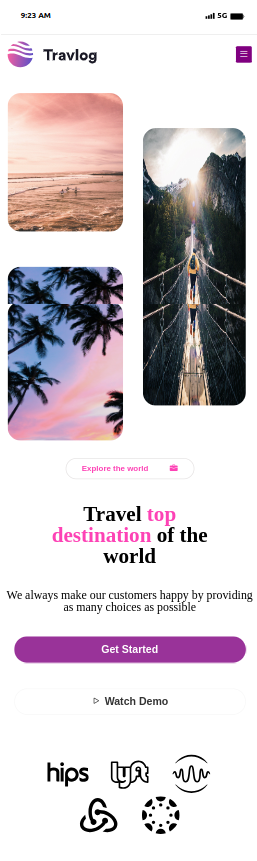 9:23 AM
5G
Travlog
Explore the world
Travel top
destination of the
world
We always make our customers happy by providing
as many choices as possible
Get Started
Watch Demo
hips
Lyft